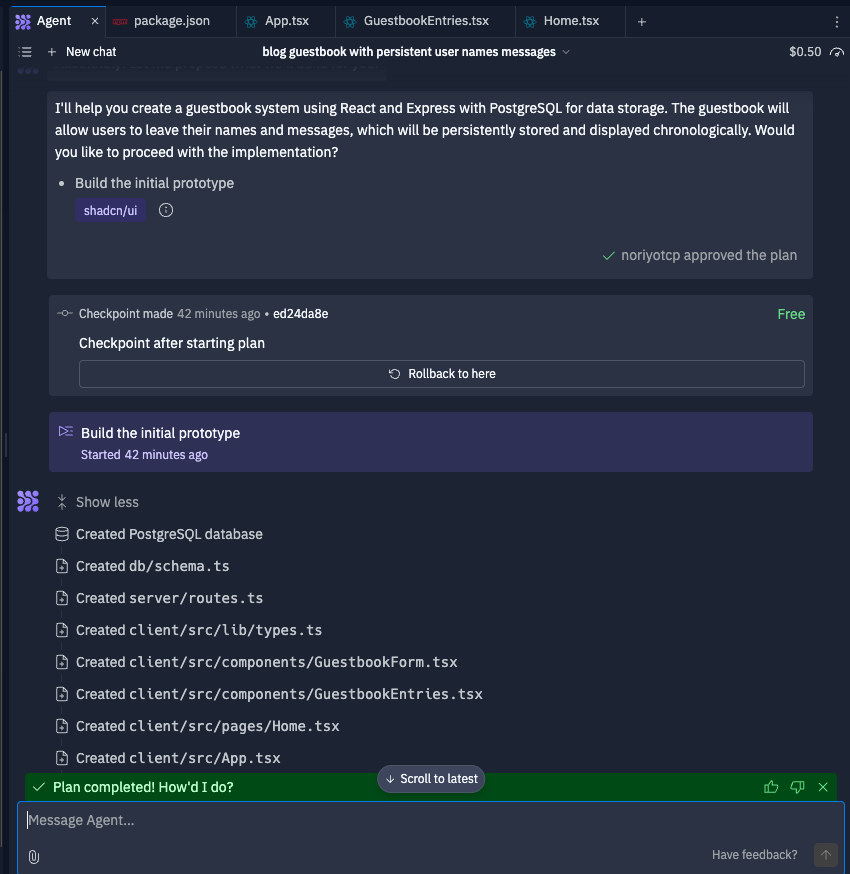 Agent
package.json
App.tsx
GuestbookEntries.tsx
Home.tsx
New chat
blog guestbook with persistent user names messages
$0.50
I'll help you create a guestbook system using React and Express with PostgreSQL for data storage. The guestbook will
allow users to leave their names and messages, which will be persistently stored and displayed chronologically. Would
you like to proceed with the implementation?
• Build the initial prototype
shadcn/ui
noriyotcp approved the plan
Checkpoint made 42 minutes ago • ed24da8e
Free
Checkpoint after starting plan
Rollback to here
Build the initial prototype
Started 42 minutes ago
Show less
Created PostgreSQL database
Created db/schema.ts
Created server/routes.ts
Created client/src/lib/types.ts
Created client/src/components/GuestbookForm.tsx
Created client/src/components/GuestbookEntries.tsx
Created client/src/pages/Home.tsx
Created client/src/App.tsx
Scroll to latest
Plan completed! How'd I do?
Message Agent...
Have feedback?